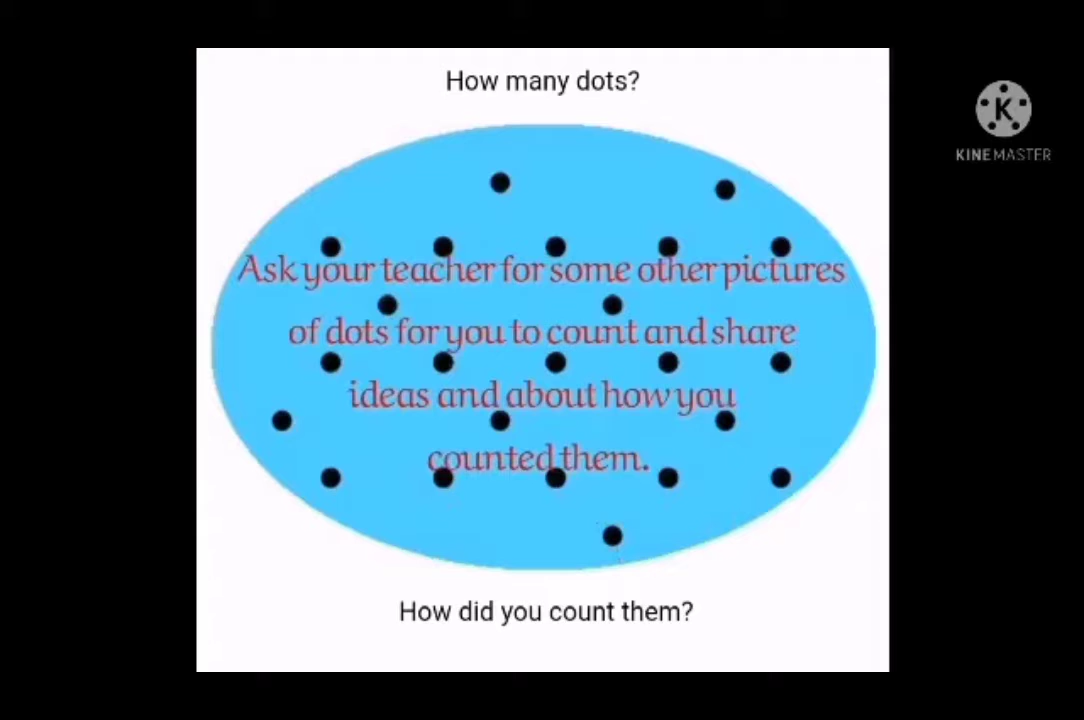 How many dots?
K
KINEMASTER
Ask your teacher for some other pictures
of dots for you to count and share
ideas and about how you
counted them.
How did you count them?